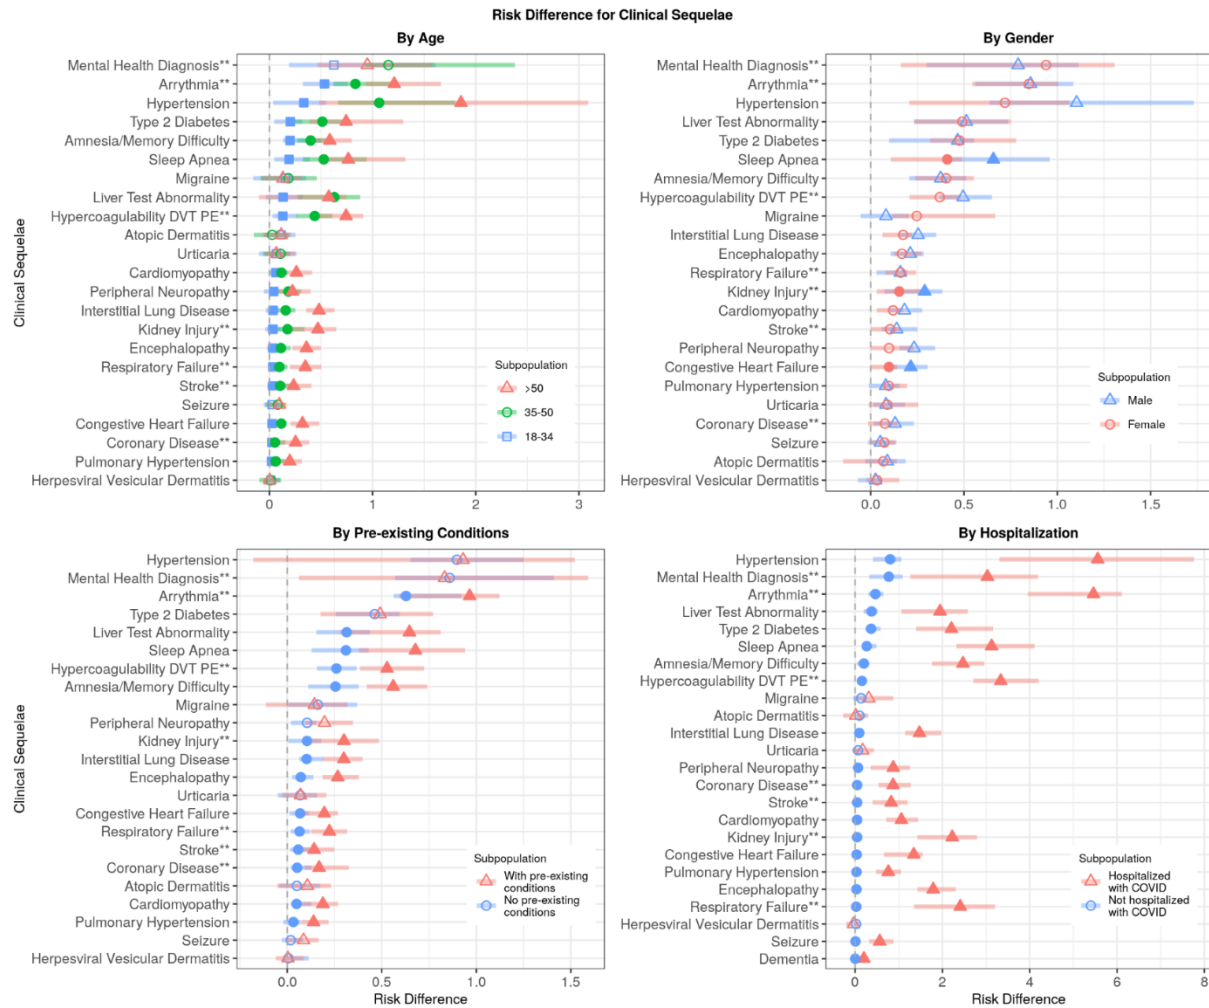 Risk Difference for Clinical Sequelae
By Age
Clinical Sequelae
Mental Health Diagnosis**
Arrythmia**
Hypertension
Type 2 Diabetes
Amnesia/Memory Difficulty
Sleep Apnea
Migraine
Liver Test Abnormality
Hypercoagulability DVT PE**
Atopic Dermatitis
Urticaria
Cardiomyopathy
Peripheral Neuropathy
Interstitial Lung Disease
Kidney Injury**
Encephalopathy
Respiratory Failure**
Stroke**
Seizure
Congestive Heart Failure
Coronary Disease**
Pulmonary Hypertension
Herpesviral Vesicular Dermatitis
Subpopulation
>50
35-50
18-34
0 1 2 3
By Gender
Mental Health Diagnosis**
Arrythmia**
Hypertension
Liver Test Abnormality
Type 2 Diabetes
Sleep Apnea
Amnesia/Memory Difficulty
Hypercoagulability DVT PE**
Migraine
Interstitial Lung Disease
Encephalopathy
Respiratory Failure**
Kidney Injury**
Cardiomyopathy
Stroke**
Peripheral Neuropathy
Congestive Heart Failure
Pulmonary Hypertension
Urticaria
Coronary Disease**
Seizure
Atopic Dermatitis
Herpesviral Vesicular Dermatitis
Subpopulation
Male
Female
0.0 0.5 1.0 1.5
By Pre-existing Conditions
Clinical Sequelae
Hypertension
Mental Health Diagnosis**
Arrythmia**
Type 2 Diabetes
Liver Test Abnormality
Sleep Apnea
Hypercoagulability DVT PE**
Amnesia/Memory Difficulty
Migraine
Peripheral Neuropathy
Kidney Injury**
Interstitial Lung Disease
Encephalopathy
Urticaria
Congestive Heart Failure
Respiratory Failure**
Stroke**
Coronary Disease**
Atopic Dermatitis
Cardiomyopathy
Pulmonary Hypertension
Seizure
Herpesviral Vesicular Dermatitis
Subpopulation
With pre-existing
conditions
No pre-existing
conditions
0.0 0.5 1.0 1.5
Risk Difference
By Hospitalization
Hypertension
Mental Health Diagnosis**
Arrythmia**
Liver Test Abnormality
Type 2 Diabetes
Sleep Apnea
Amnesia/Memory Difficulty
Hypercoagulability DVT PE**
Migraine
Atopic Dermatitis
Interstitial Lung Disease
Urticaria
Peripheral Neuropathy
Coronary Disease**
Stroke**
Cardiomyopathy
Kidney Injury**
Congestive Heart Failure
Pulmonary Hypertension
Encephalopathy
Respiratory Failure**
Herpesviral Vesicular Dermatitis
Seizure
Dementia
Subpopulation
Hospitalized
with COVID
Not hospitalized
with COVID
0 2 4 6 8
Risk Difference